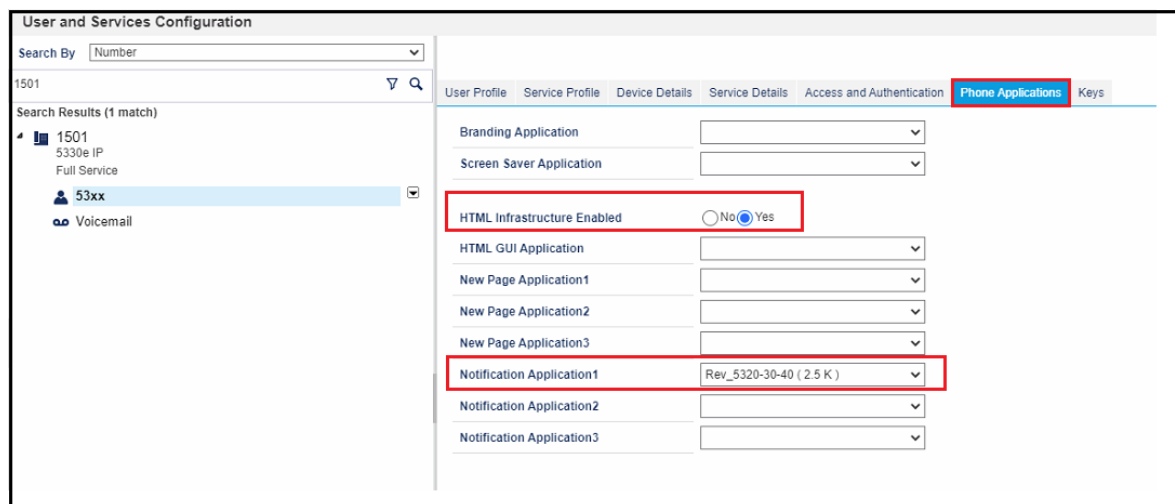 User and Services Configuration
Search By Number
1501
Search Results (1 match)
1501
5330e IP
Full Service
53xx
Voicemail
User Profile Service Profile Device Details Service Details Access and Authentication Phone Applications Keys
Branding Application
Screen Saver Application
HTML Infrastructure Enabled No Yes
HTML GUI Application
New Page Application1
New Page Application2
New Page Application3
Notification Application1 Rev_5320-30-40 ( 2.5 K )
Notification Application2
Notification Application3